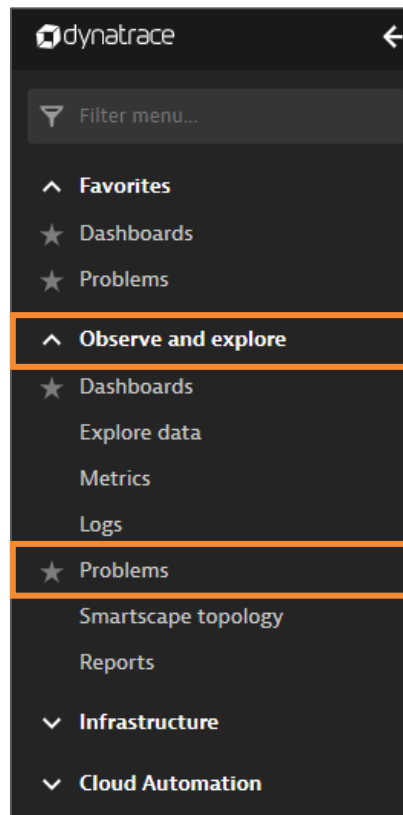 dynatrace
Filter menu...
Favorites
Dashboards
Problems
Observe and explore
Dashboards
Explore data
Metrics
Logs
Problems
Smartscape topology
Reports
Infrastructure
Cloud Automation